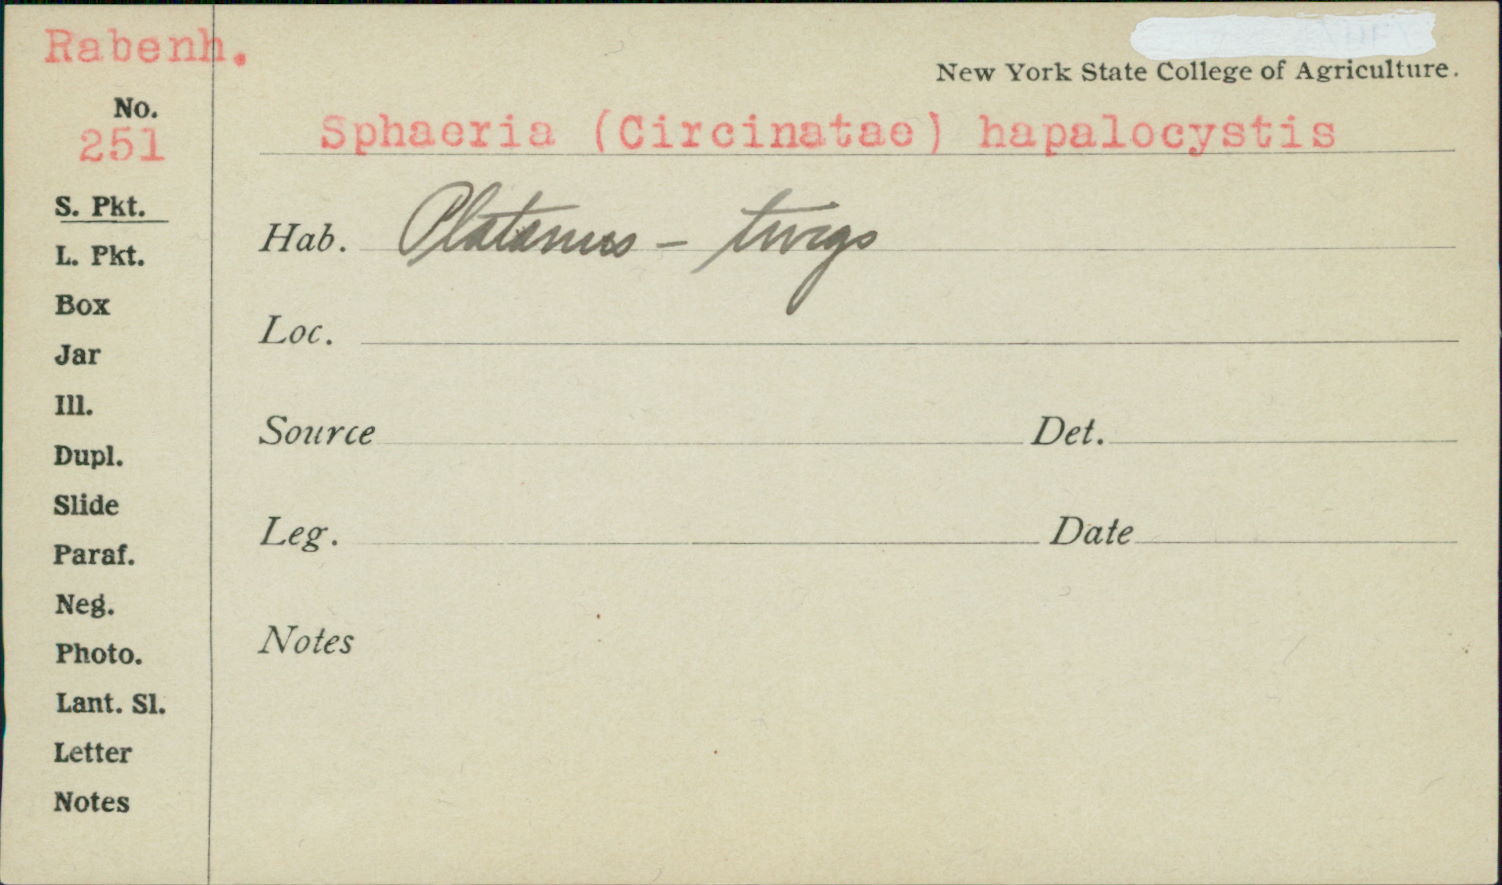 Rabenh.
New York State College of Agriculture.
No.
251
Sphaeria (Circinatae) hapalocystis
S. Pkt.
Hab. Platanus – twigs
L. Pkt.
Box
Loc.
Jar
Ill.
Source Det.
Dupl.
Slide
Leg. Date
Paraf.
Neg.
Notes
Photo.
Lant. Sl.
Letter
Notes